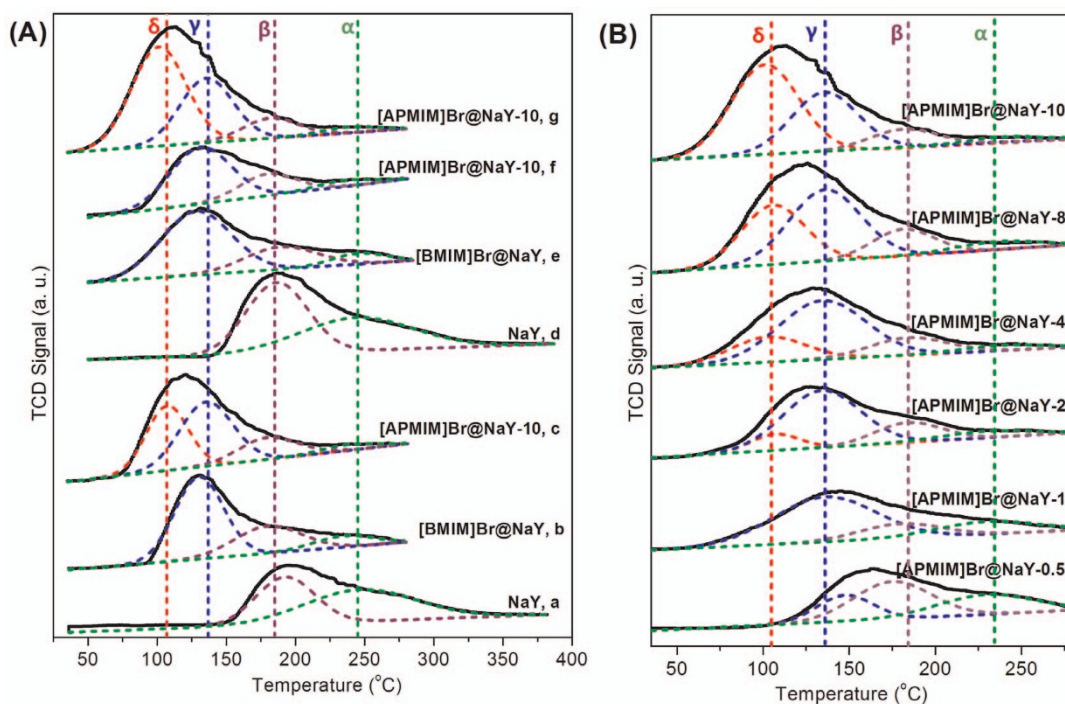 (A)
δ
γ
β
α
[APMIM]Br@NaY-10, g
[APMIM]Br@NaY-10, f
[BMIM]Br@NaY, e
NaY, d
[APMIM]Br@NaY-10, c
[BMIM]Br@NaY, b
NaY, a
TCD Signal (a. u.)
50 100 150 200 250 300 350 400
Temperature (°C)
(B)
δ
γ
β
α
[APMIM]Br@NaY-10
[APMIM]Br@NaY-8
[APMIM]Br@NaY-4
[APMIM]Br@NaY-2
[APMIM]Br@NaY-1
[APMIM]Br@NaY-0.5
TCD Signal (a. u.)
50 100 150 200 250
Temperature (°C)